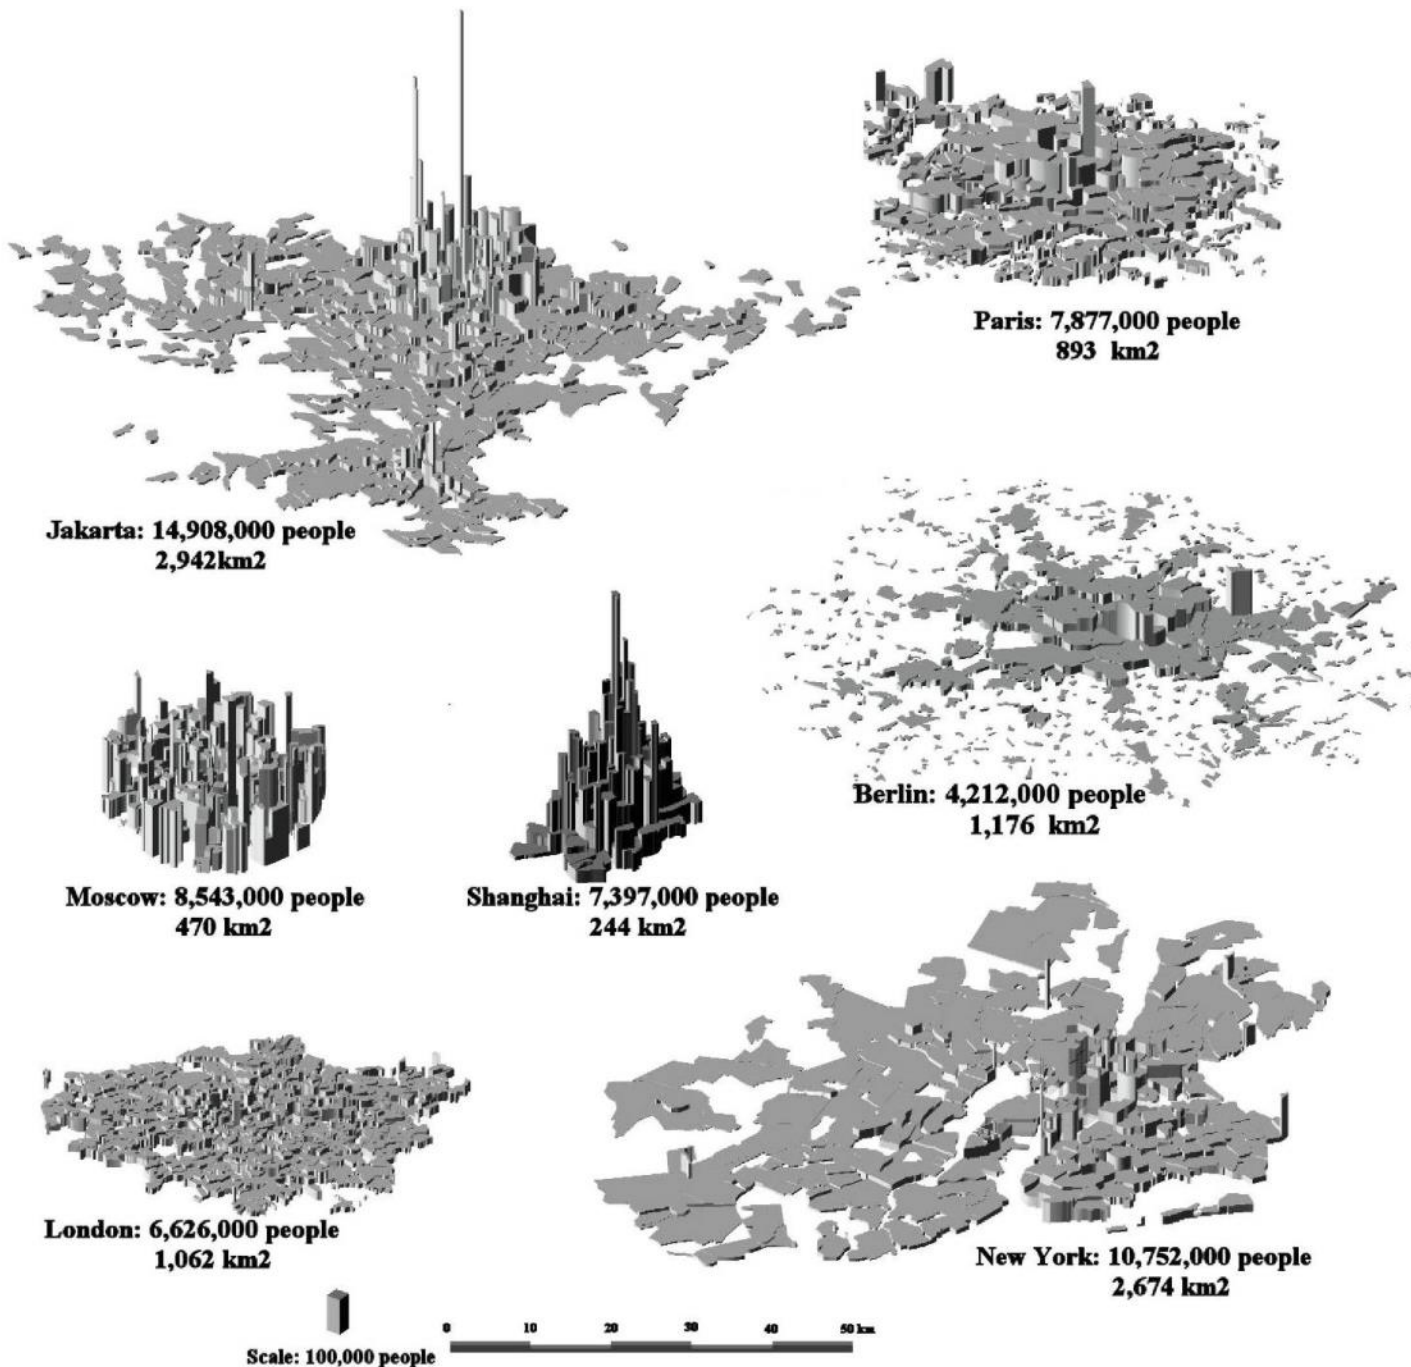 Paris: 7,877,000 people
893 km2
Jakarta: 14,908,000 people
2,942km2
Berlin: 4,212,000 people
1,176 km2
Moscow: 8,543,000 people
470 km2
Shanghai: 7,397,000 people
244 km2
London: 6,626,000 people
1,062 km2
New York: 10,752,000 people
2,674 km2
0 10 20 30 40 50 km
Scale: 100,000 people